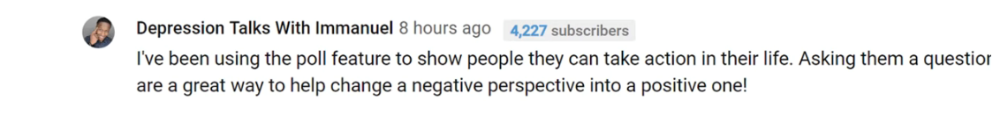 Depression Talks With Immanuel 8 hours ago 4,227 subscribers
I've been using the poll feature to show people they can take action in their life. Asking them a question
are a great way to help change a negative perspective into a positive one!